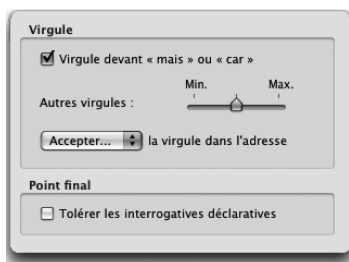 Virgule
Virgule devant « mais » ou « car »
Min. Max.
Autres virgules :
Accepter... la virgule dans l'adresse
Point final
Tolérer les interrogatives déclaratives